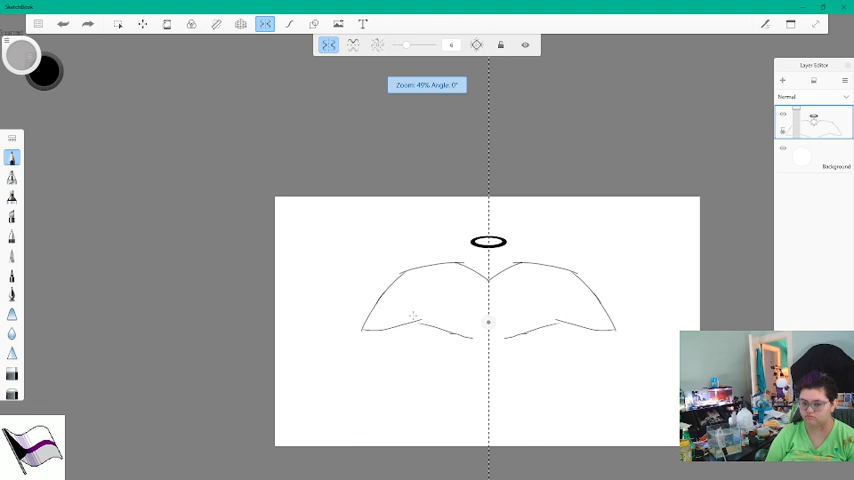 SketchBook
T
6
Zoom: 49% Angle: 0°
Layer Editor
Normal
Background